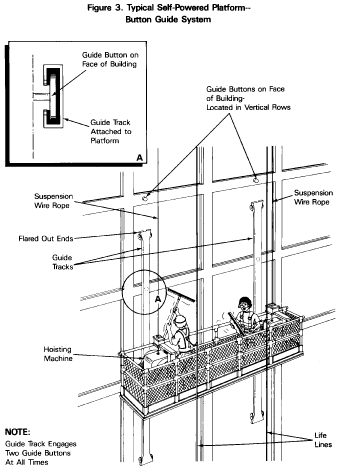 Figure 3. Typical Self-Powered Platform--
Button Guide System
Guide Button on
Face of Building
Guide Track
Attached to
Platform
A
Guide Buttons on Face
of Building-
Located in Vertical Rows
Suspension
Wire Rope
Suspension
Wire Rope
Flared Out Ends
Guide
Tracks
A
Hoisting
Machine
NOTE:
Guide Track Engages
Two Guide Buttons
At All Times
Life
Lines